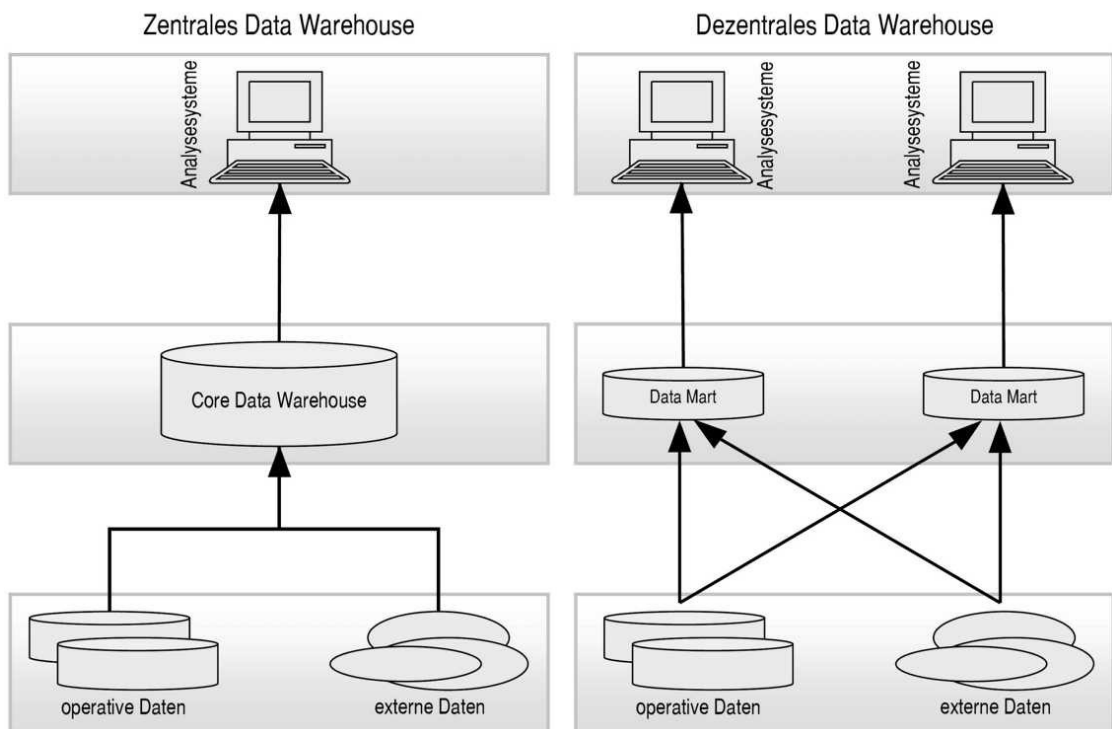 Zentrales Data Warehouse
Analysesysteme
Core Data Warehouse
operative Daten
externe Daten
Dezentrales Data Warehouse
Analysesysteme
Analysesysteme
Data Mart
Data Mart
operative Daten
externe Daten